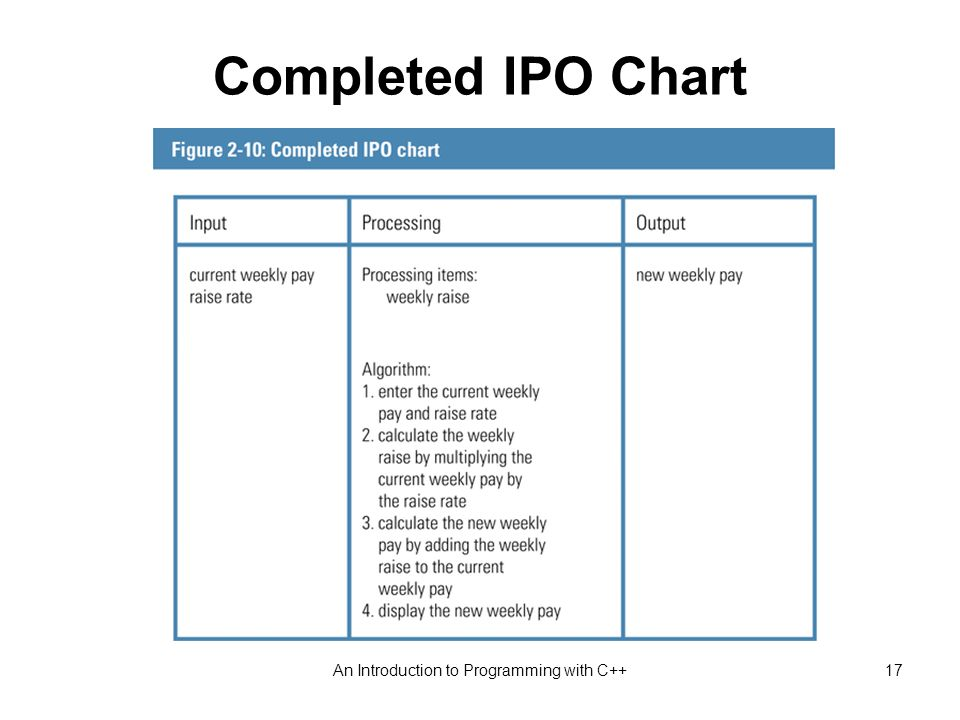 Completed IPO Chart
Figure 2-10: Completed IPO chart
Input
Processing
Output
current weekly pay
raise rate
Processing items:
weekly raise
Algorithm:
1. enter the current weekly
pay and raise rate
2. calculate the weekly
raise by multiplying the
current weekly pay by
the raise rate
3. calculate the new weekly
pay by adding the weekly
raise to the current
weekly pay
4. display the new weekly pay
new weekly pay
An Introduction to Programming with C++
17